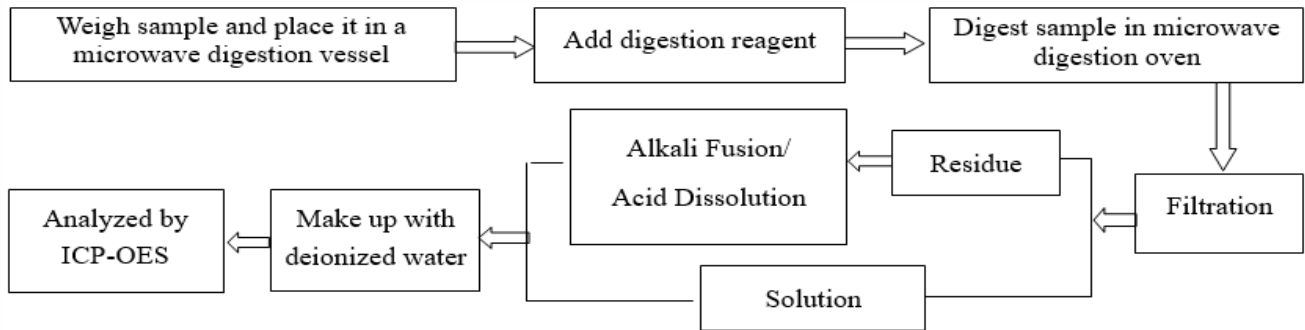 Weigh sample and place it in a
microwave digestion vessel
Add digestion reagent
Digest sample in microwave
digestion oven
Filtration
Residue
Alkali Fusion/
Acid Dissolution
Solution
Make up with
deionized water
Analyzed by
ICP-OES